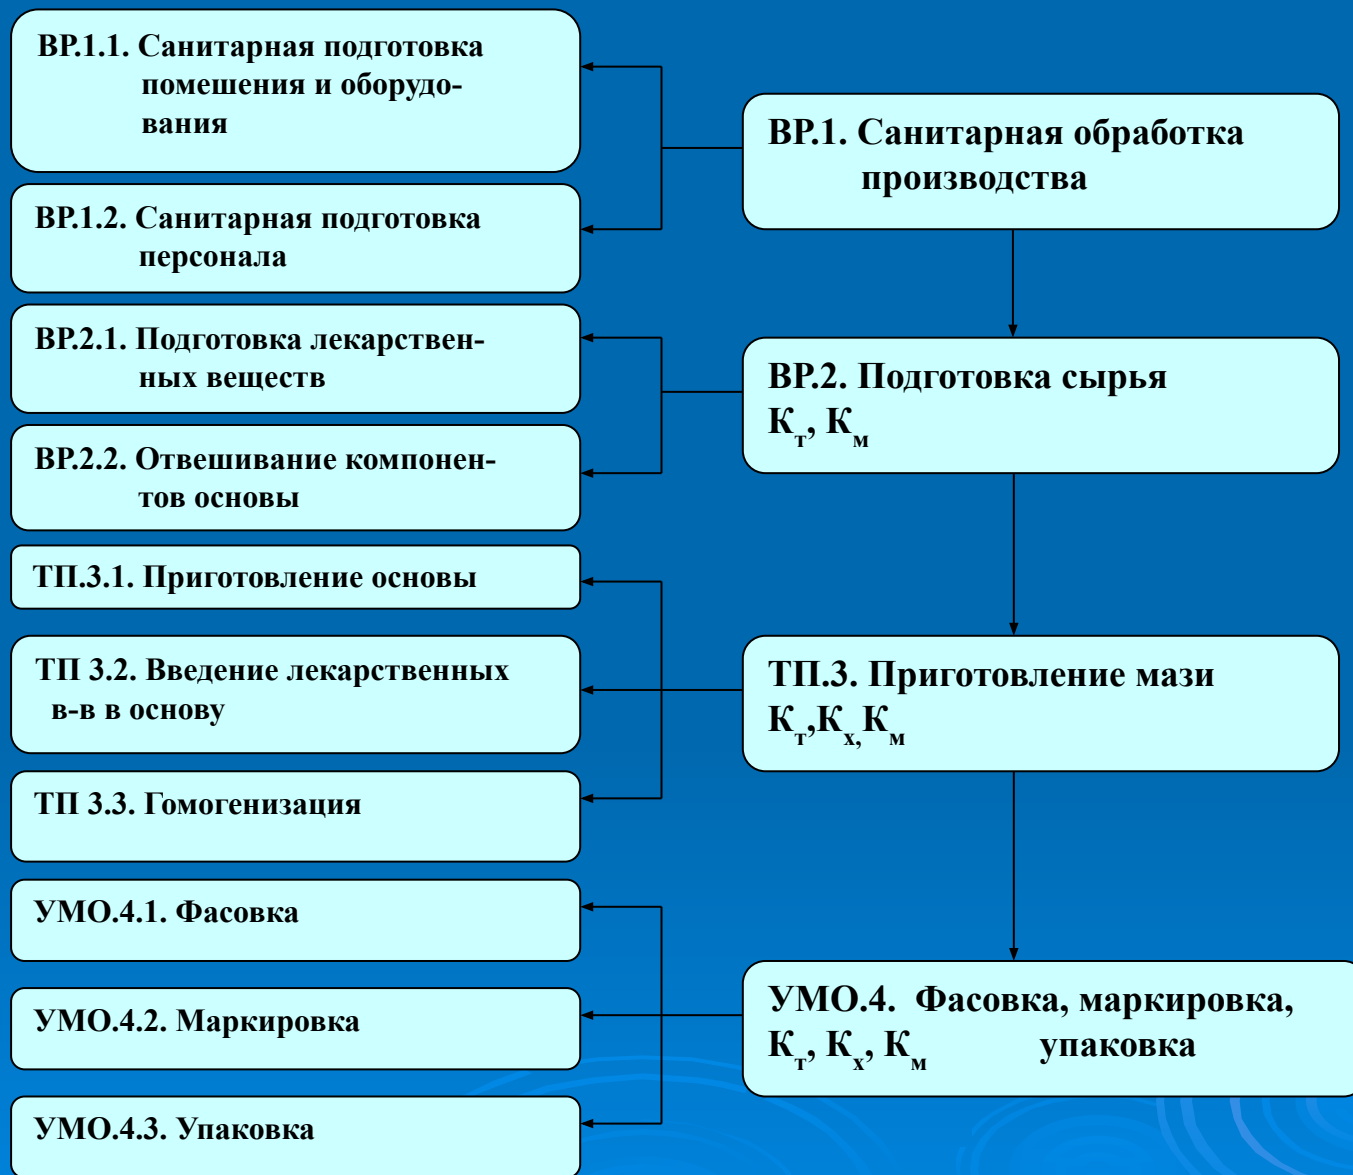 ВР.1.1. Санитарная подготовка
помешения и оборудо-
вания
ВР.1.2. Санитарная подготовка
персонала
ВР.2.1. Подготовка лекарствен-
ных веществ
ВР.2.2. Отвешивание компонен-
тов основы
ТП.3.1. Приготовление основы
ТП 3.2. Введение лекарственных
в-в в основу
ТП 3.3. Гомогенизация
УМО.4.1. Фасовка
УМО.4.2. Маркировка
УМО.4.3. Упаковка
ВР.1. Санитарная обработка
производства
ВР.2. Подготовка сырья
Кт, Км
ТП.3. Приготовление мази
Кт,Кх,Км
УМО.4. Фасовка, маркировка,
Кт, Кх, Км упаковка